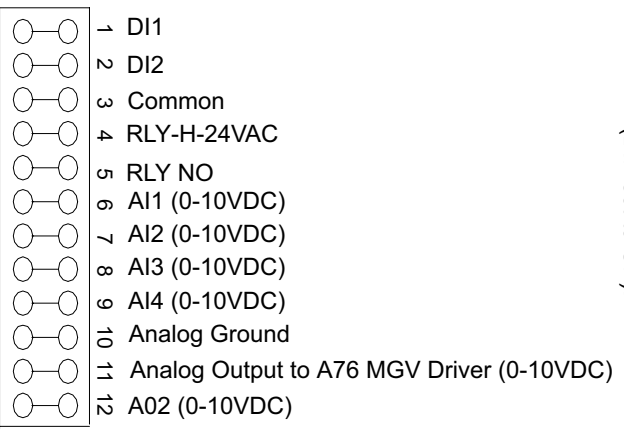 1 DI1
2 DI2
3 Common
4 RLY-H-24VAC
5 RLY NO
6 AI1 (0-10VDC)
7 AI2 (0-10VDC)
8 AI3 (0-10VDC)
9 AI4 (0-10VDC)
10 Analog Ground
11 Analog Output to A76 MGV Driver (0-10VDC)
12 A02 (0-10VDC)